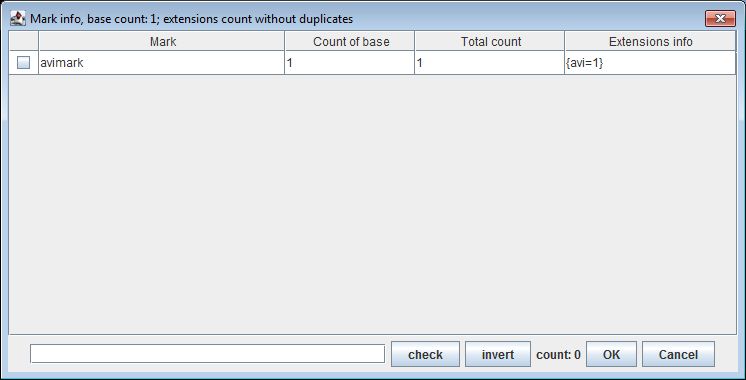 Mark info, base count: 1; extensions count without duplicates
Mark Count of base Total count Extensions info
avimark 1 1 {avi=1}
check invert count: 0 OK Cancel